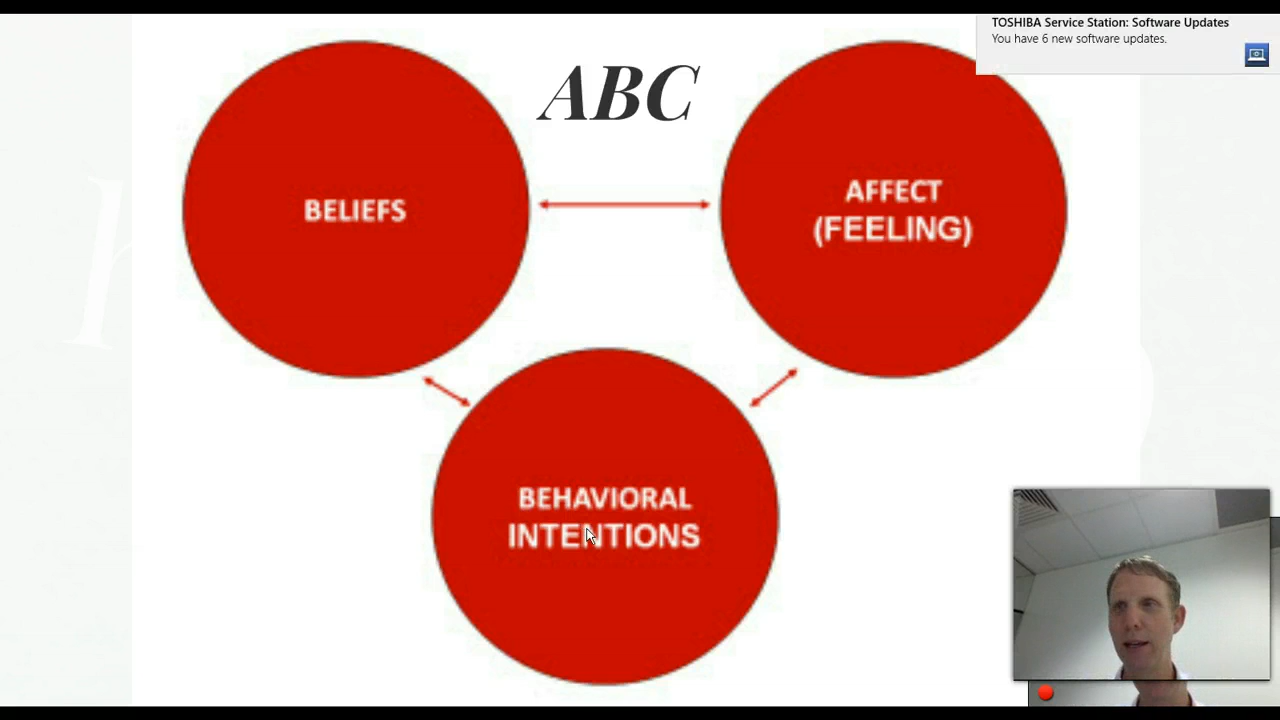 TOSHIBA Service Station: Software Updates
You have 6 new software updates.
ABC
BELIEFS
AFFECT
(FEELING)
BEHAVIORAL
INTENTIONS